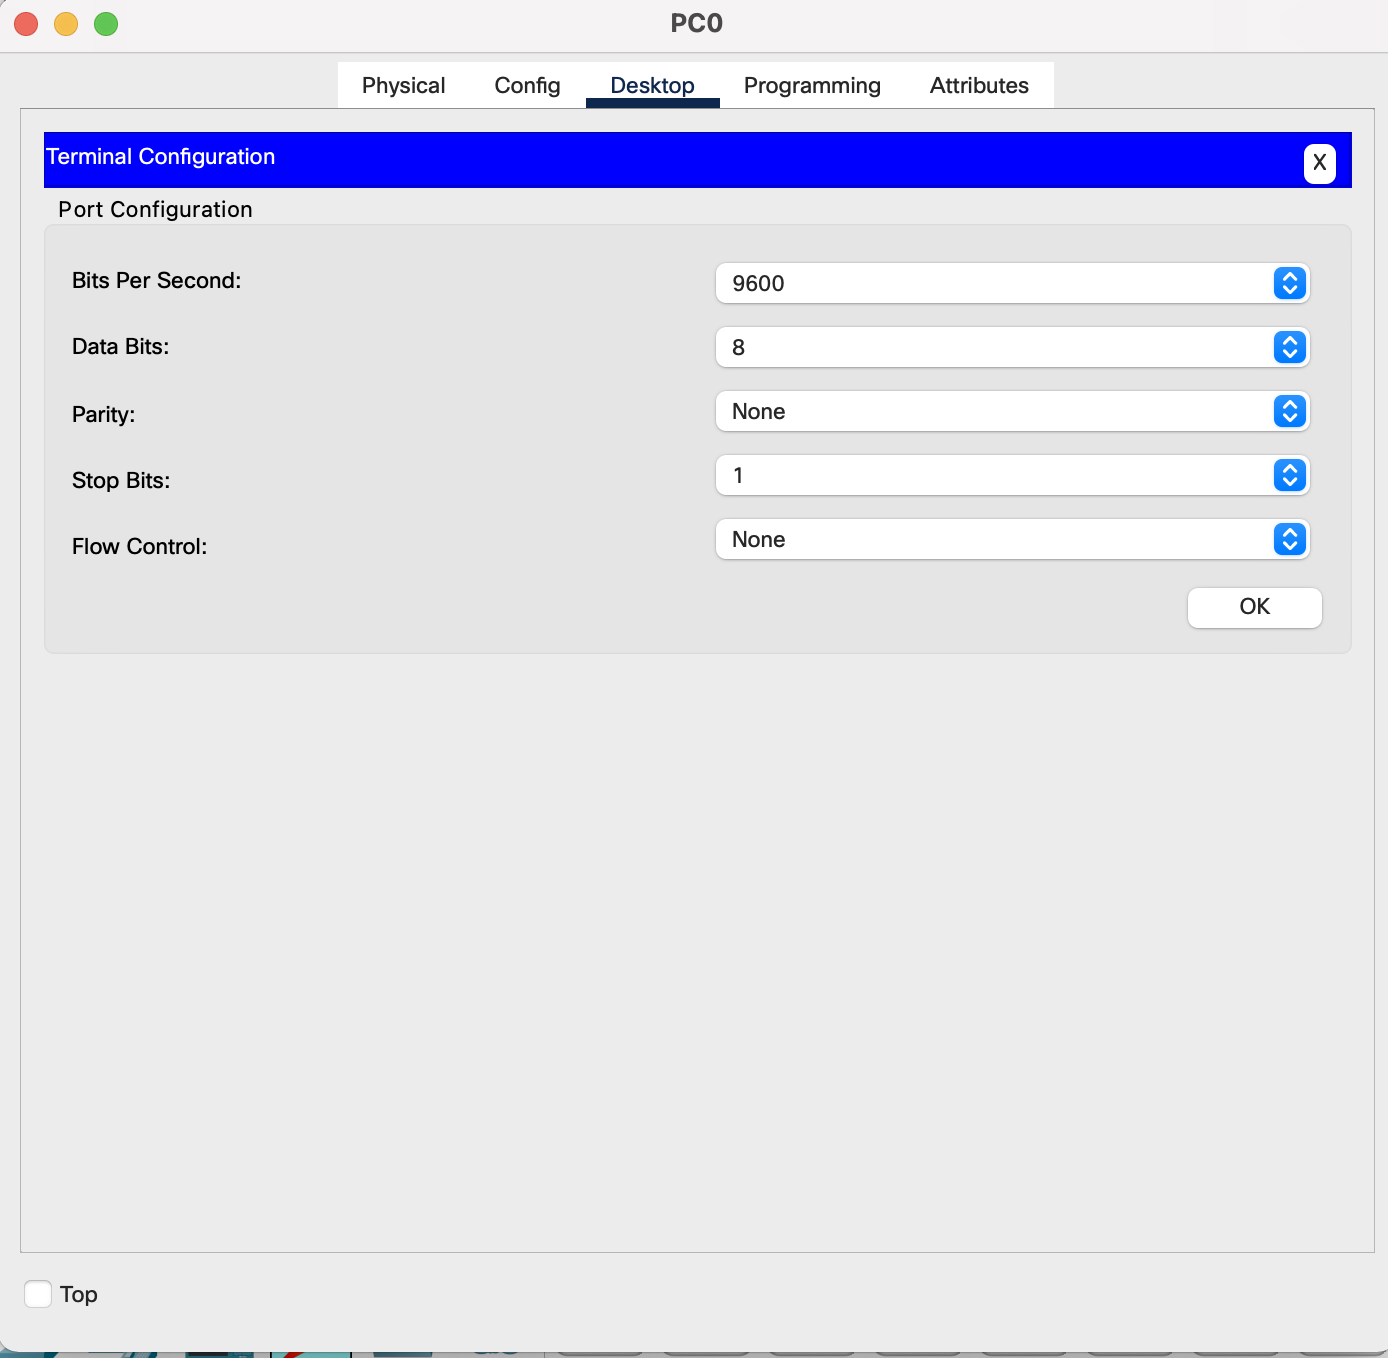 PC0
Physical Config Desktop Programming Attributes
Terminal Configuration X
Port Configuration
Bits Per Second: 9600
Data Bits: 8
Parity: None
Stop Bits: 1
Flow Control: None
OK
Top